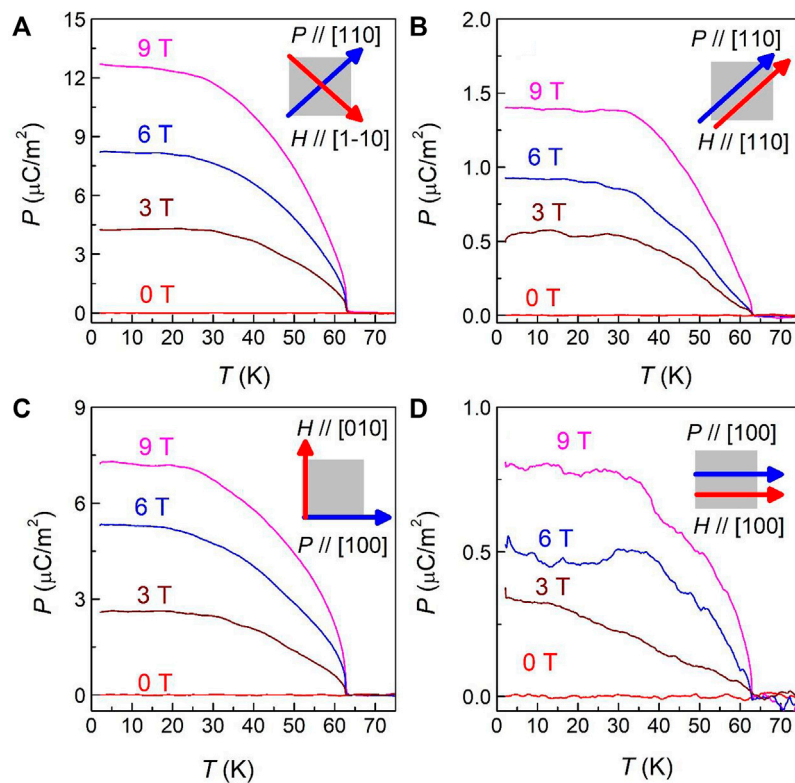 A
15
12
9
6
3
0
P (μC/m²)
9 T
6 T
3 T
0 T
P // [110]
H // [1-10]
0 10 20 30 40 50 60 70
T (K)
B
2.0
1.5
1.0
0.5
0.0
P (μC/m²)
9 T
6 T
3 T
0 T
P // [110]
H // [110]
0 10 20 30 40 50 60 70
T (K)
C
9
6
3
0
P (μC/m²)
9 T
6 T
3 T
0 T
H // [010]
P // [100]
0 10 20 30 40 50 60 70
T (K)
D
1.0
0.5
0.0
P (μC/m²)
9 T
6 T
3 T
0 T
P // [100]
H // [100]
0 10 20 30 40 50 60 70
T (K)